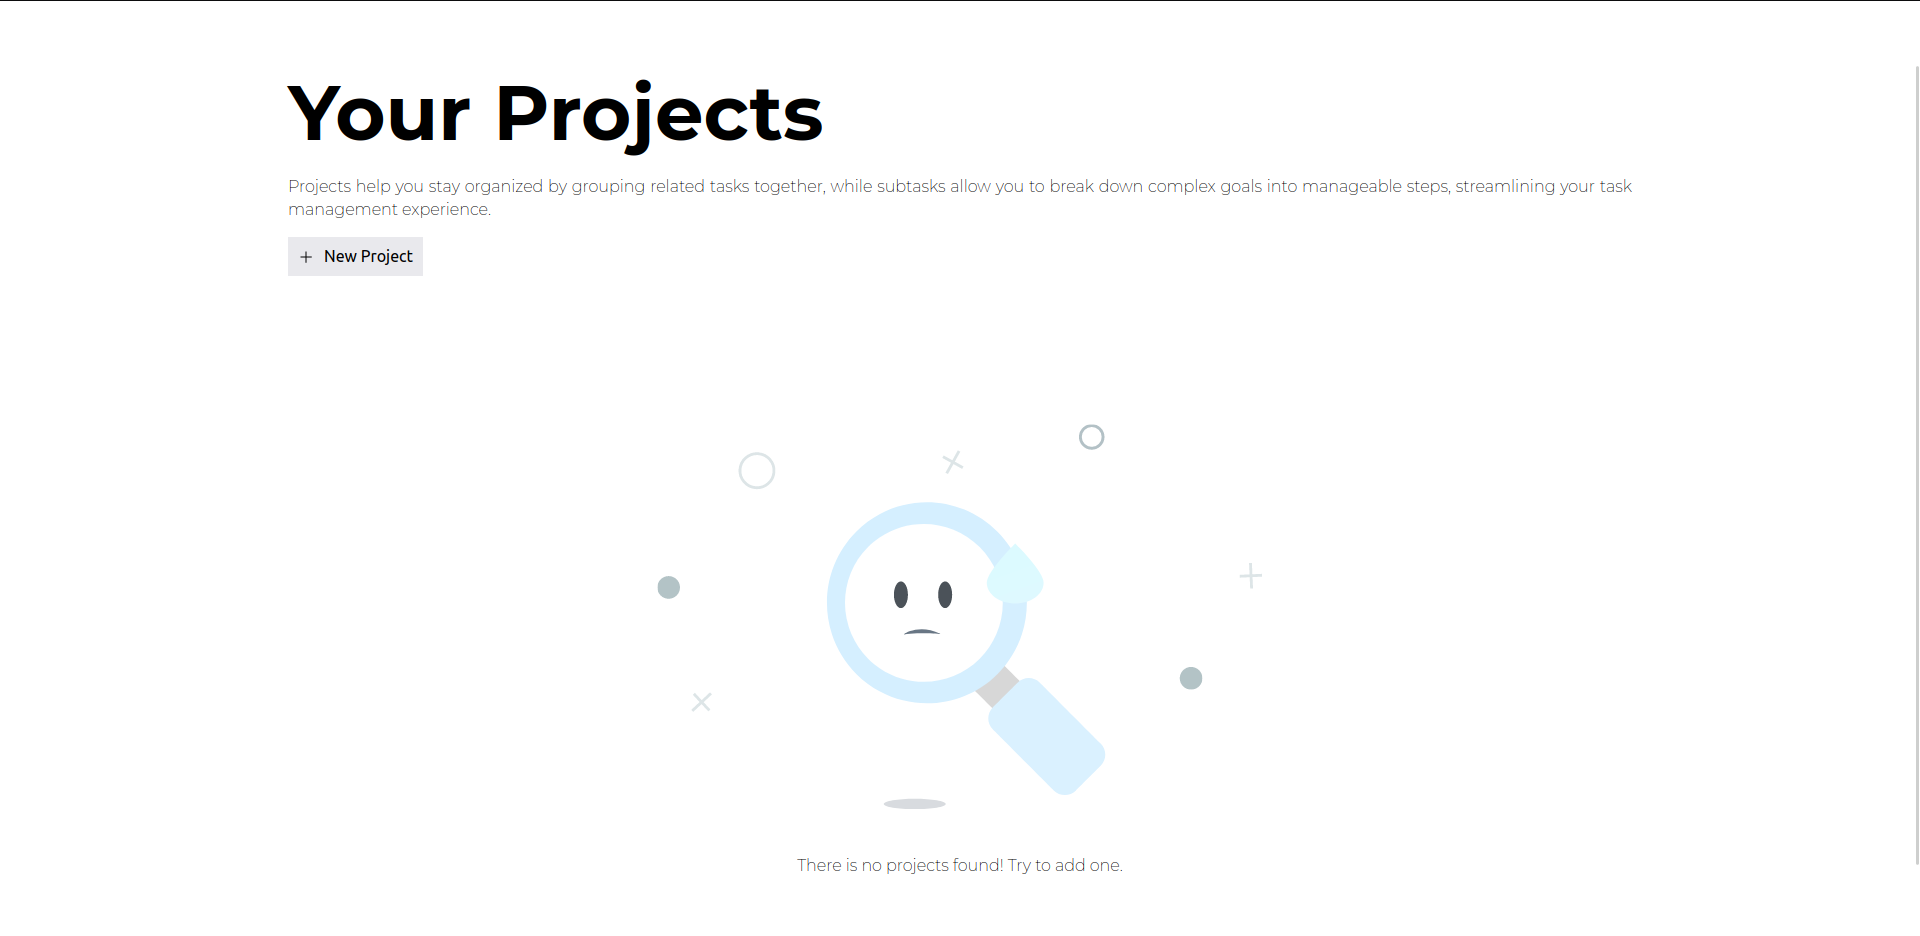 Your Projects
Projects help you stay organized by grouping related tasks together, while subtasks allow you to break down complex goals into manageable steps, streamlining your task
management experience.
+ New Project
There is no projects found! Try to add one.